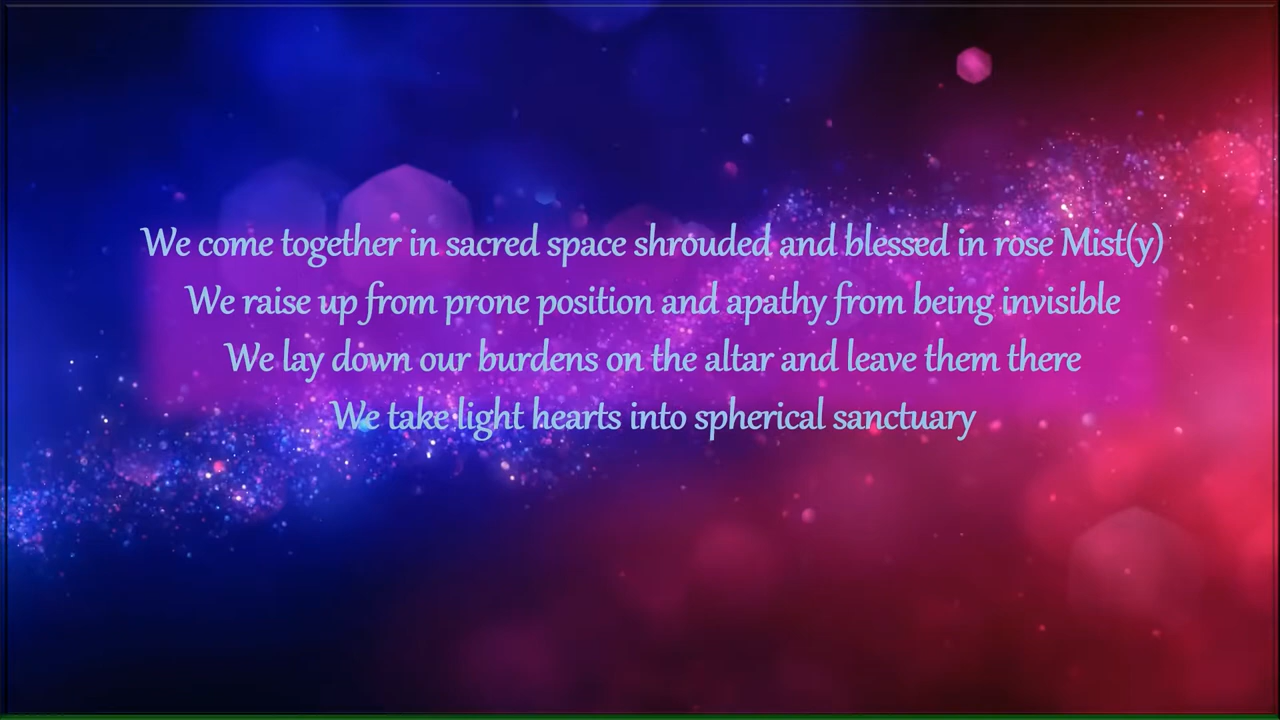 We come together in sacred space shrouded and blessed in rose Mist(y)
We raise up from prone position and apathy from being invisible
We lay down our burdens on the altar and leave them there
We take light hearts into spherical sanctuary